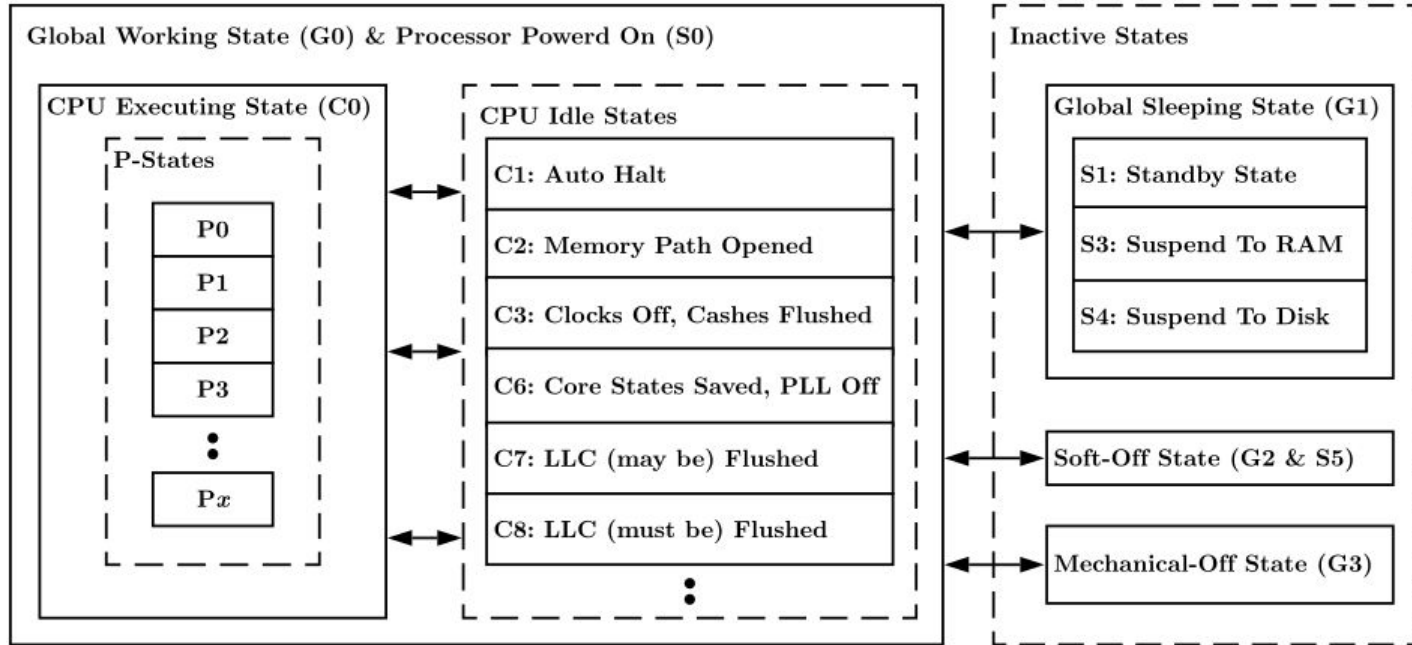 Global Working State (G0) & Processor Powerd On (S0)
CPU Executing State (C0)
P-States
P0
P1
P2
P3
Px
CPU Idle States
C1: Auto Halt
C2: Memory Path Opened
C3: Clocks Off, Cashes Flushed
C6: Core States Saved, PLL Off
C7: LLC (may be) Flushed
C8: LLC (must be) Flushed
Inactive States
Global Sleeping State (G1)
S1: Standby State
S3: Suspend To RAM
S4: Suspend To Disk
Soft-Off State (G2 & S5)
Mechanical-Off State (G3)